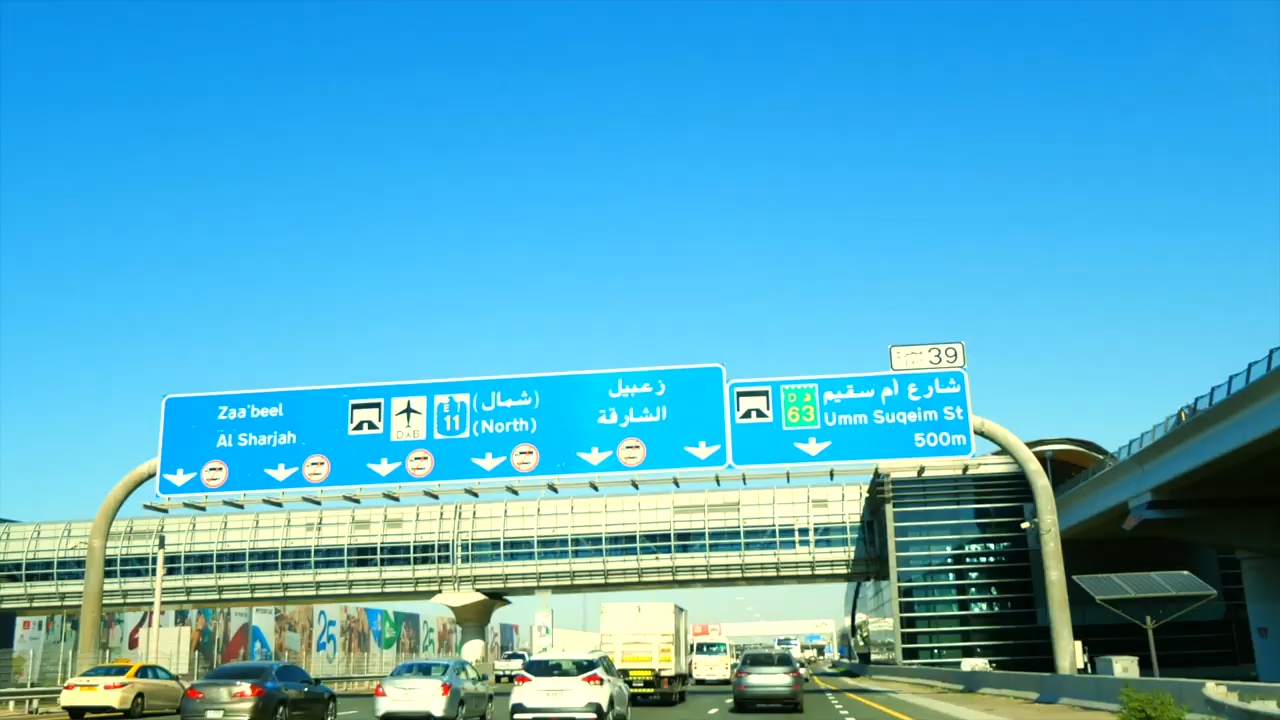 39
Zaa'beel
Al Sharjah
DXB
11
(شمال)
(North)
زعبيل
الشارقة
د D
63
شارع أم سقيم
Umm Suqeim St
500m
25
25